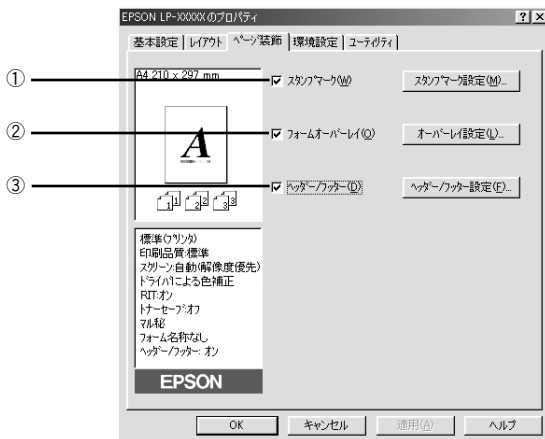 EPSON LP-XXXXXのプロパティ
基本設定 レイアウト ページ装飾 環境設定 ユーティリティ
A4 210 x 297 mm
① スタンプマーク(W) スタンプマーク設定(M)...
A
② フォームオーバーレイ(O) オーバーレイ設定(L)...
③ ヘッダー/フッター(D) ヘッダー/フッター設定(F)...
1 1 2 2 3 3
標準(プリンタ)
印刷品質:標準
スクリーン:自動(解像度優先)
ドライバによる色補正
RIT:オン
トナーセーブ:オフ
マル秘
フォーム名称なし
ヘッダー/フッター: オン
EPSON
OK キャンセル 適用(A) ヘルプ